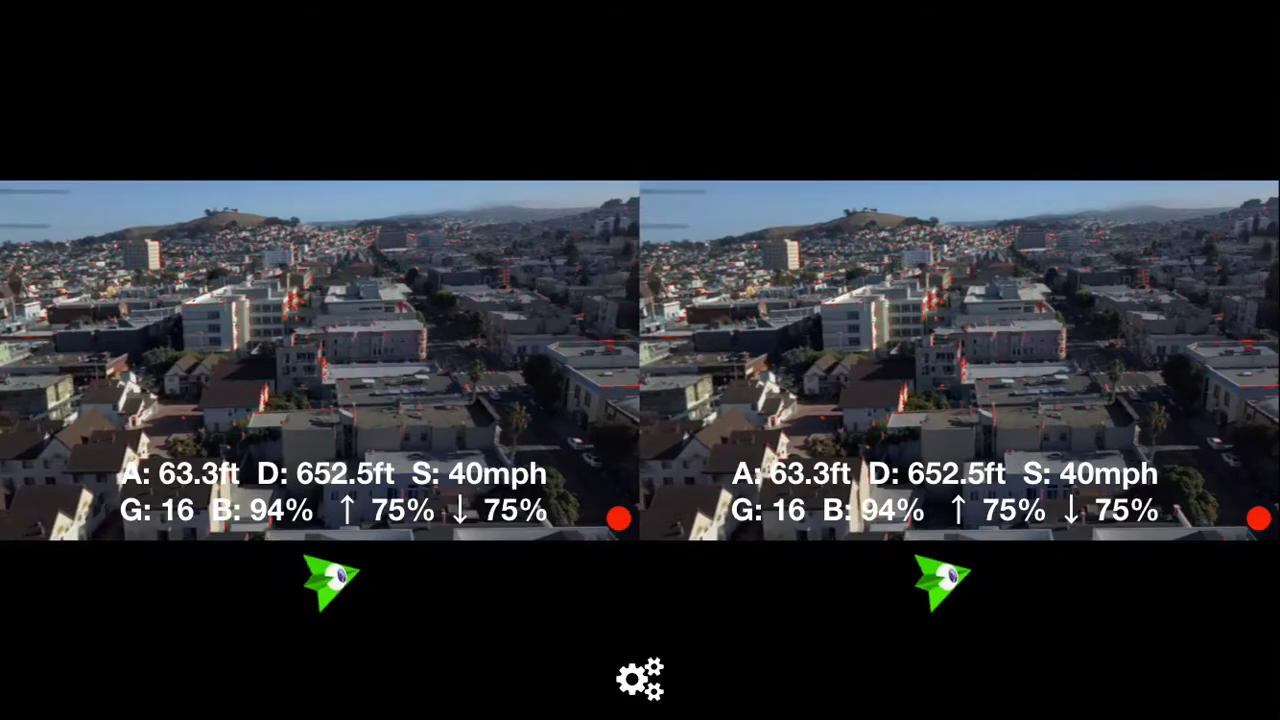 A: 63.3ft D: 652.5ft S: 40mph
G: 16 B: 94% ↑ 75% ↓ 75%
A: 63.3ft D: 652.5ft S: 40mph
G: 16 B: 94% ↑ 75% ↓ 75%